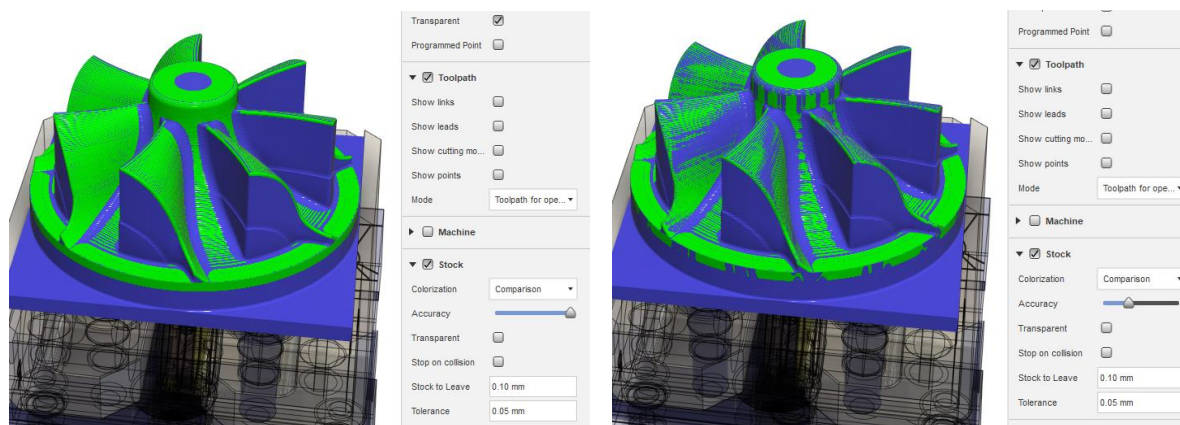 Transparent
Programmed Point
Toolpath
Show links
Show leads
Show cutting mo...
Show points
Mode
Toolpath for ope...
Machine
Stock
Colorization
Comparison
Accuracy
Transparent
Stop on collision
Stock to Leave
0.10 mm
Tolerance
0.05 mm
Programmed Point
Toolpath
Show links
Show leads
Show cutting mo...
Show points
Mode
Toolpath for ope...
Machine
Stock
Colorization
Comparison
Accuracy
Transparent
Stop on collision
Stock to Leave
0.10 mm
Tolerance
0.05 mm